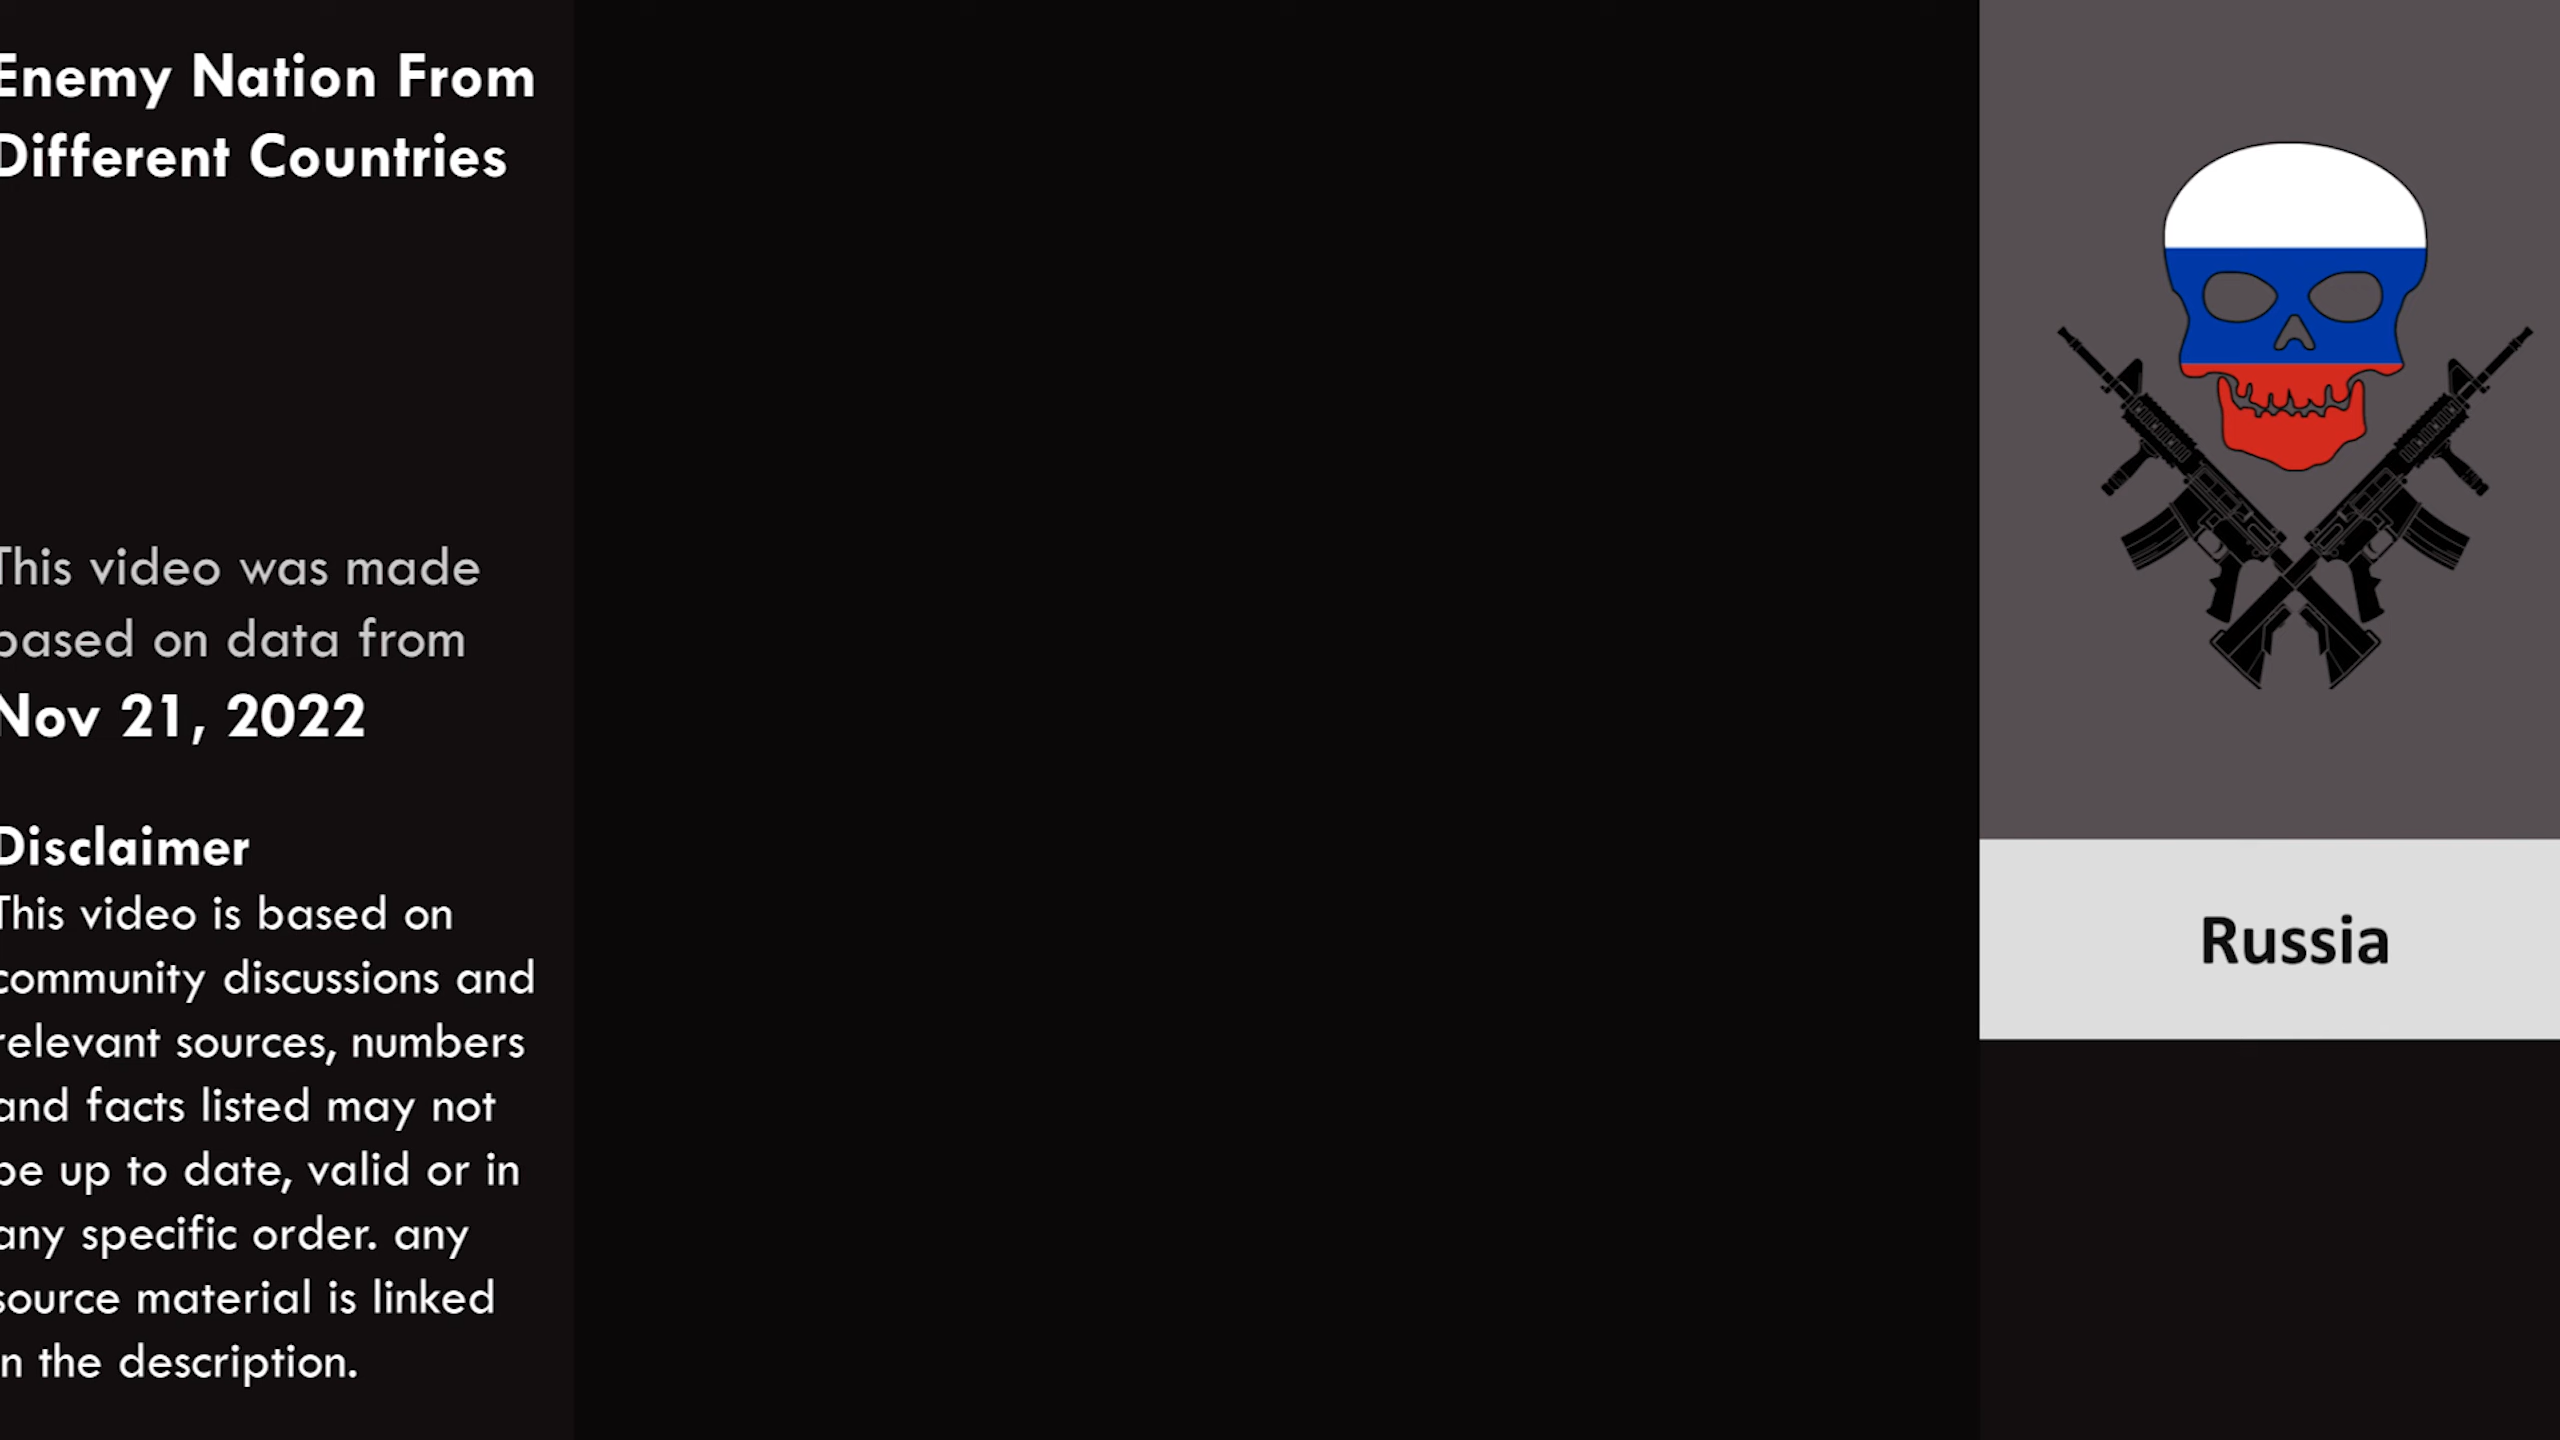 Enemy Nation From
Different Countries
This video was made
based on data from
Nov 21, 2022
Disclaimer
This video is based on
community discussions and
relevant sources, numbers
and facts listed may not
be up to date, valid or in
any specific order. any
source material is linked
in the description.
Russia